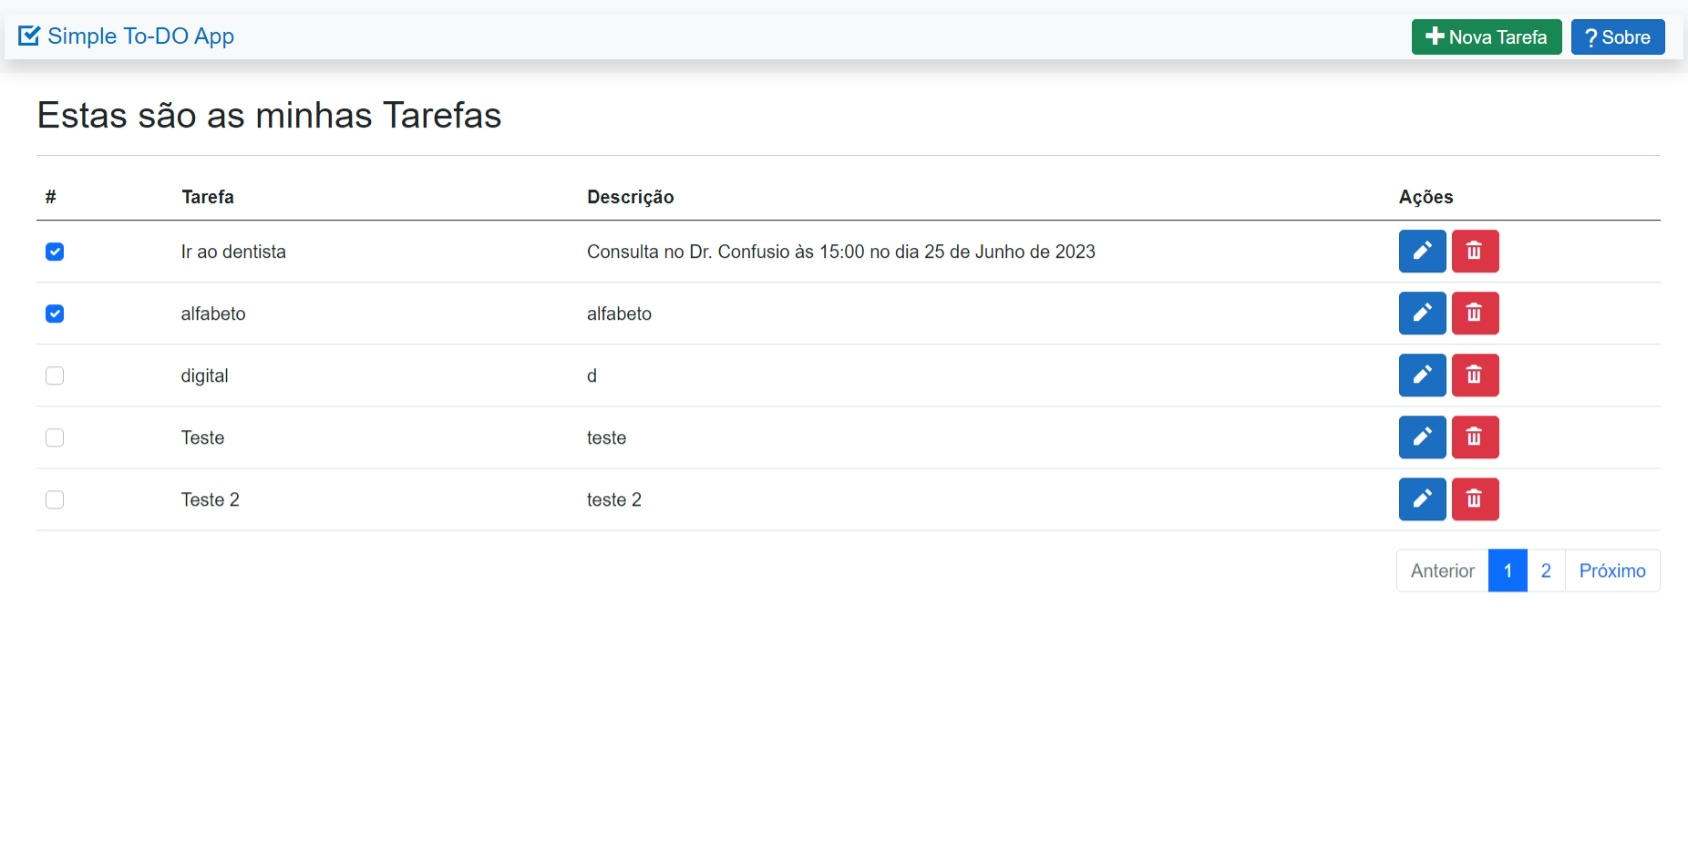 Simple To-DO App
Nova Tarefa
? Sobre
Estas são as minhas Tarefas
# Tarefa Descrição Ações
Ir ao dentista Consulta no Dr. Confusio às 15:00 no dia 25 de Junho de 2023
alfabeto alfabeto
digital d
Teste teste
Teste 2 teste 2
Anterior 1 2 Próximo